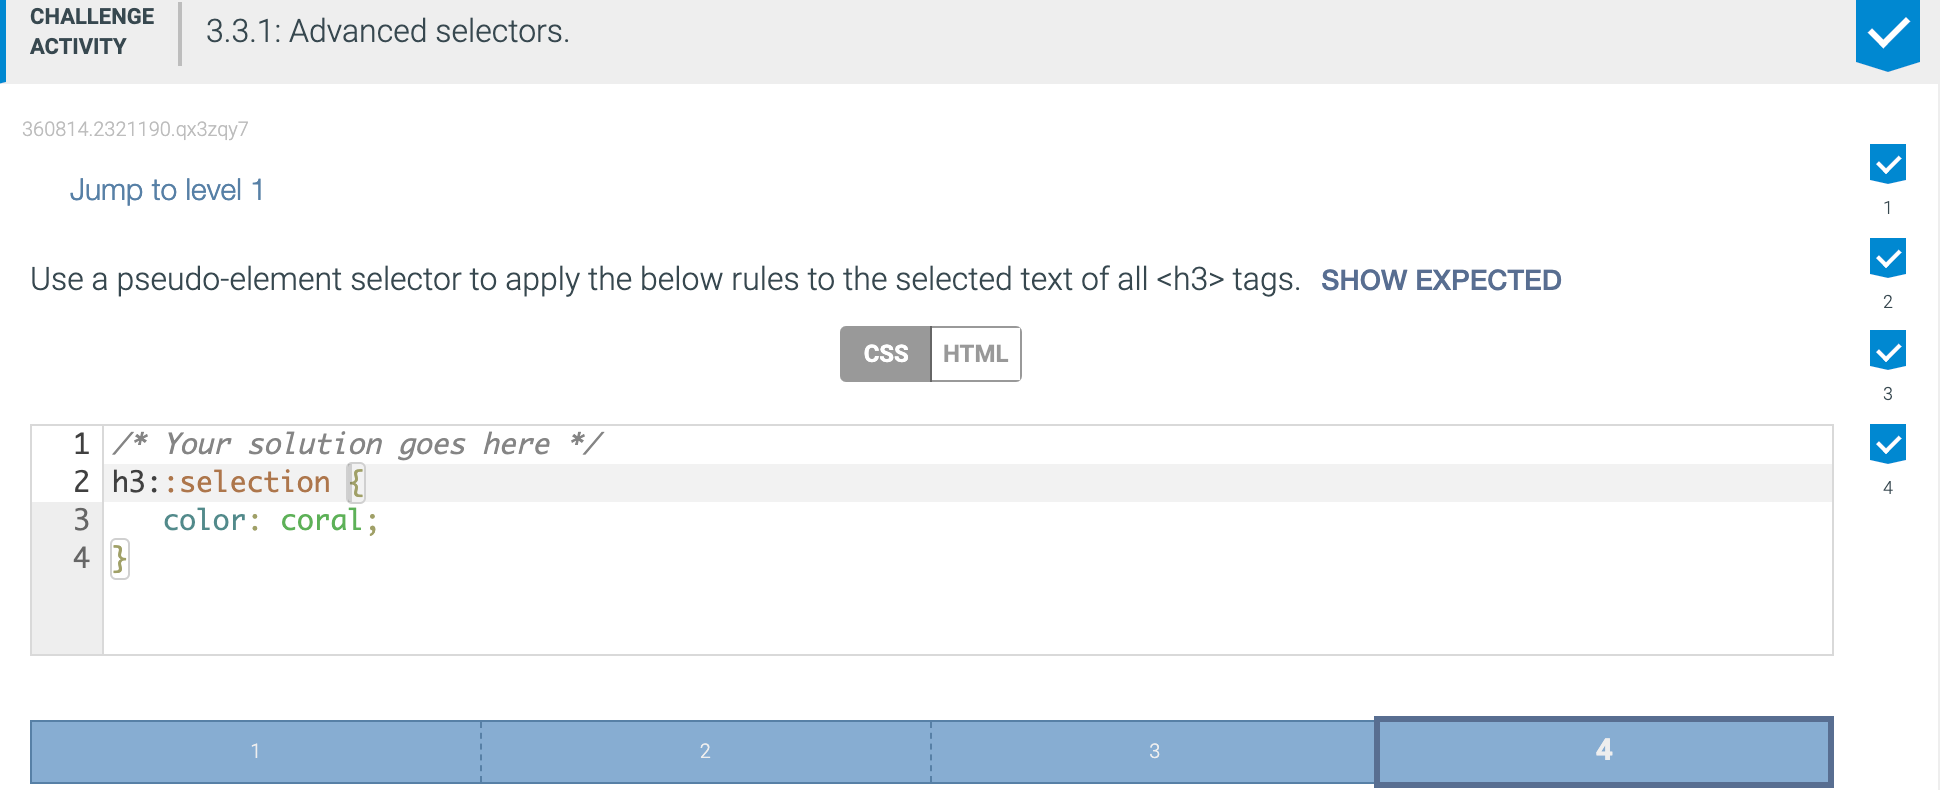 CHALLENGE
ACTIVITY
3.3.1: Advanced selectors.
360814.2321190.qx3zqy7
Jump to level 1
Use a pseudo-element selector to apply the below rules to the selected text of all <h3> tags. SHOW EXPECTED
CSS HTML
1 /* Your solution goes here */
2 h3::selection {
3    color: coral;
4 }
1
2
3
4
1 2 3 4